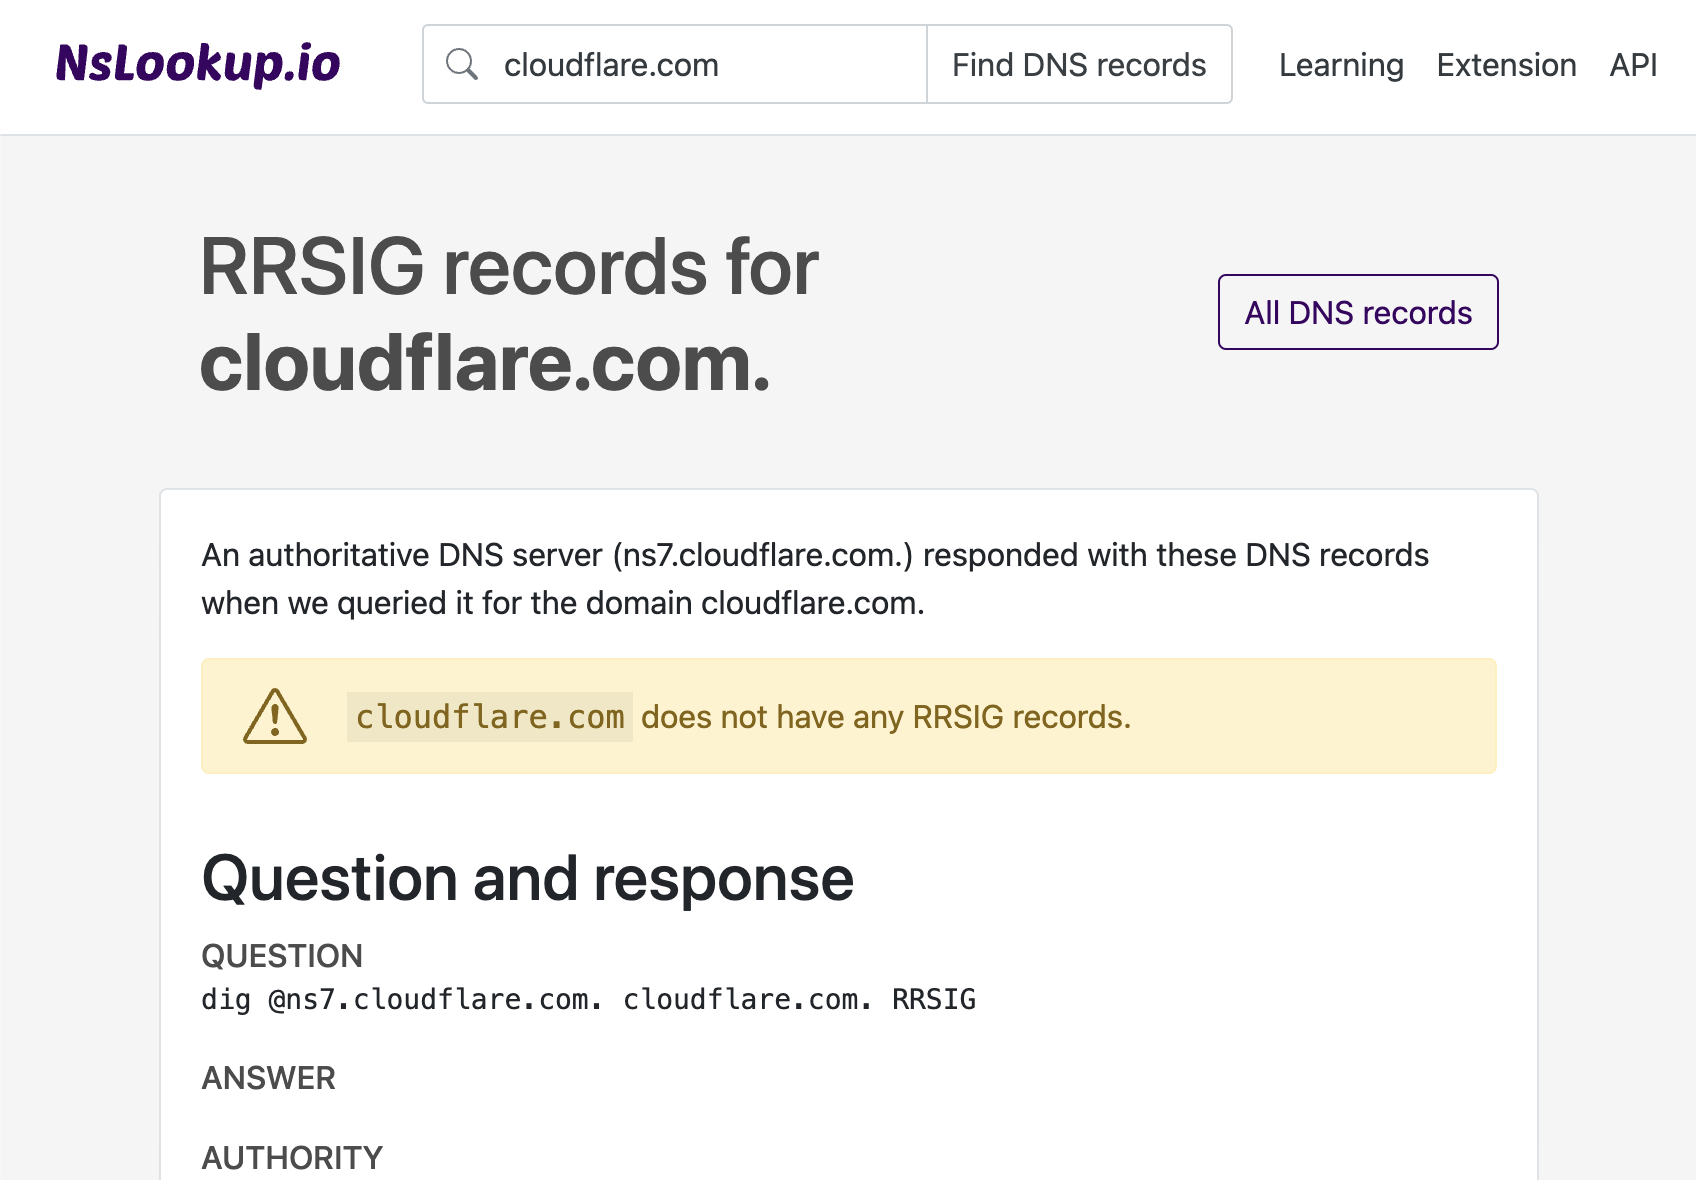 NsLookup.io
cloudflare.com
Find DNS records
Learning
Extension
API
RRSIG records for
cloudflare.com.
All DNS records
An authoritative DNS server (ns7.cloudflare.com.) responded with these DNS records
when we queried it for the domain cloudflare.com.
cloudflare.com does not have any RRSIG records.
Question and response
QUESTION
dig @ns7.cloudflare.com. cloudflare.com. RRSIG
ANSWER
AUTHORITY